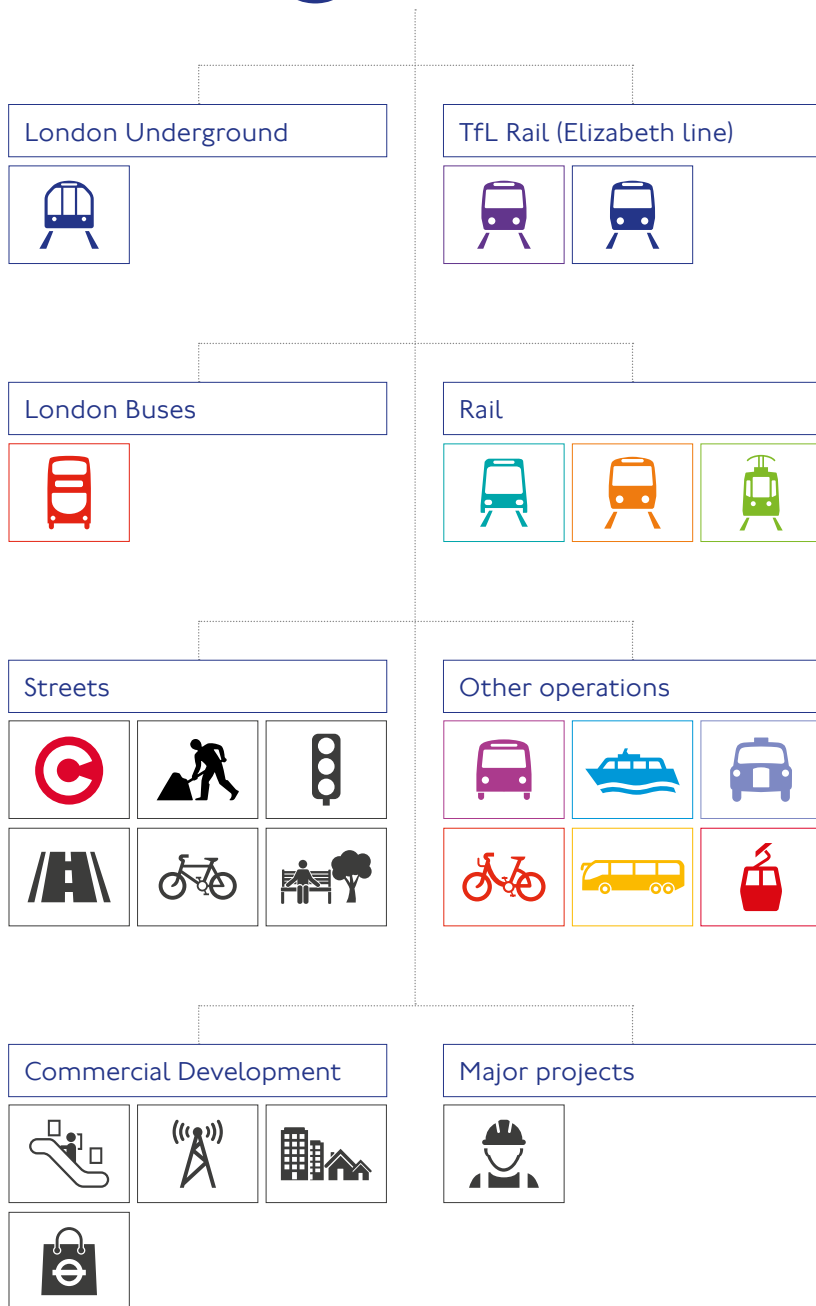 London Underground
TfL Rail (Elizabeth line)
London Buses
Rail
Streets
Other operations
Commercial Development
Major projects